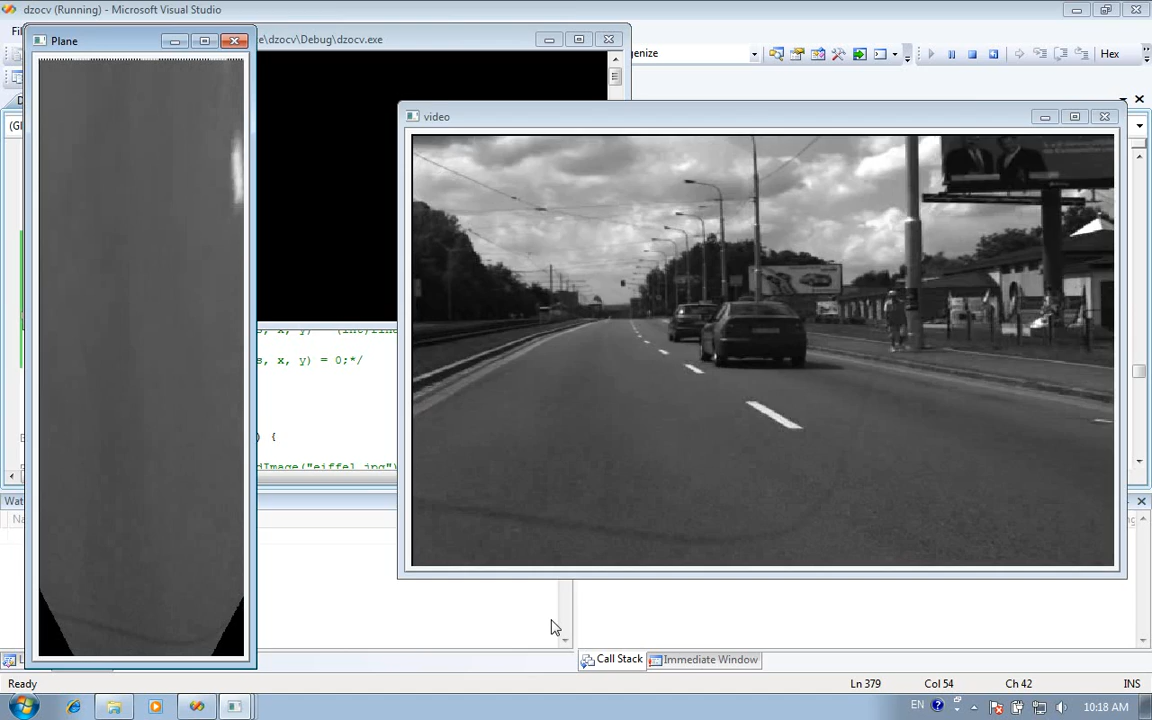 dzocv (Running) - Microsoft Visual Studio
Plane
e\dzocv\Debug\dzocv.exe
enize
Hex
video
s, x, y) = 0;*/
) {
dImage("eiffel.jpg")
Wat
Call Stack
Immediate Window
Ready
Ln 379
Col 54
Ch 42
INS
EN
10:18 AM